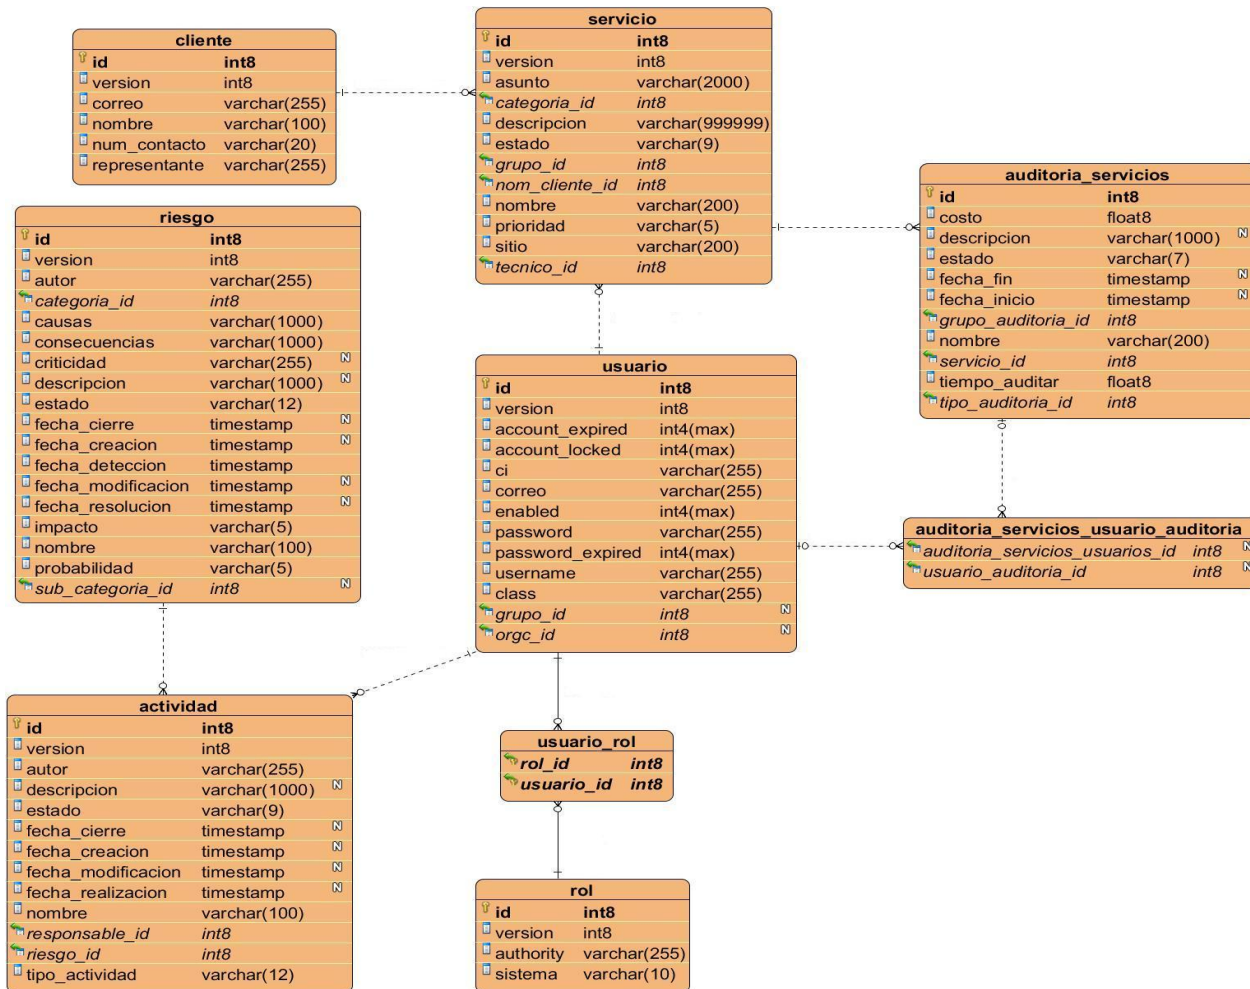 cliente
id int8
version int8
correo varchar(255)
nombre varchar(100)
num_contacto varchar(20)
representante varchar(255)
servicio
id int8
version int8
asunto varchar(2000)
categoria_id int8
descripcion varchar(999999)
estado varchar(9)
grupo_id int8
nom_cliente_id int8
nombre varchar(200)
prioridad varchar(5)
sitio varchar(200)
tecnico_id int8
auditoria_servicios
id int8
costo float8
descripcion varchar(1000) N
estado varchar(7)
fecha_fin timestamp N
fecha_inicio timestamp N
grupo_auditoria_id int8
nombre varchar(200)
servicio_id int8
tiempo_auditar float8
tipo_auditoria_id int8
riesgo
id int8
version int8
autor varchar(255)
categoria_id int8
causas varchar(1000)
consecuencias varchar(1000)
criticidad varchar(255) N
descripcion varchar(1000) N
estado varchar(12)
fecha_cierre timestamp N
fecha_creacion timestamp N
fecha_deteccion timestamp
fecha_modificacion timestamp N
fecha_resolucion timestamp N
impacto varchar(5)
nombre varchar(100)
probabilidad varchar(5)
sub_categoria_id int8 N
usuario
id int8
version int8
account_expired int4(max)
account_locked int4(max)
ci varchar(255)
correo varchar(255)
enabled int4(max)
password varchar(255)
password_expired int4(max)
username varchar(255)
class varchar(255)
grupo_id int8 N
orgc_id int8 N
auditoria_servicios_usuario_auditoria
auditoria_servicios_usuarios_id int8 N
usuario_auditoria_id int8 N
actividad
id int8
version int8
autor varchar(255)
descripcion varchar(1000) N
estado varchar(9)
fecha_cierre timestamp N
fecha_creacion timestamp N
fecha_modificacion timestamp N
fecha_realizacion timestamp N
nombre varchar(100)
responsable_id int8
riesgo_id int8
tipo_actividad varchar(12)
usuario_rol
rol_id int8
usuario_id int8
rol
id int8
version int8
authority varchar(255)
sistema varchar(10)